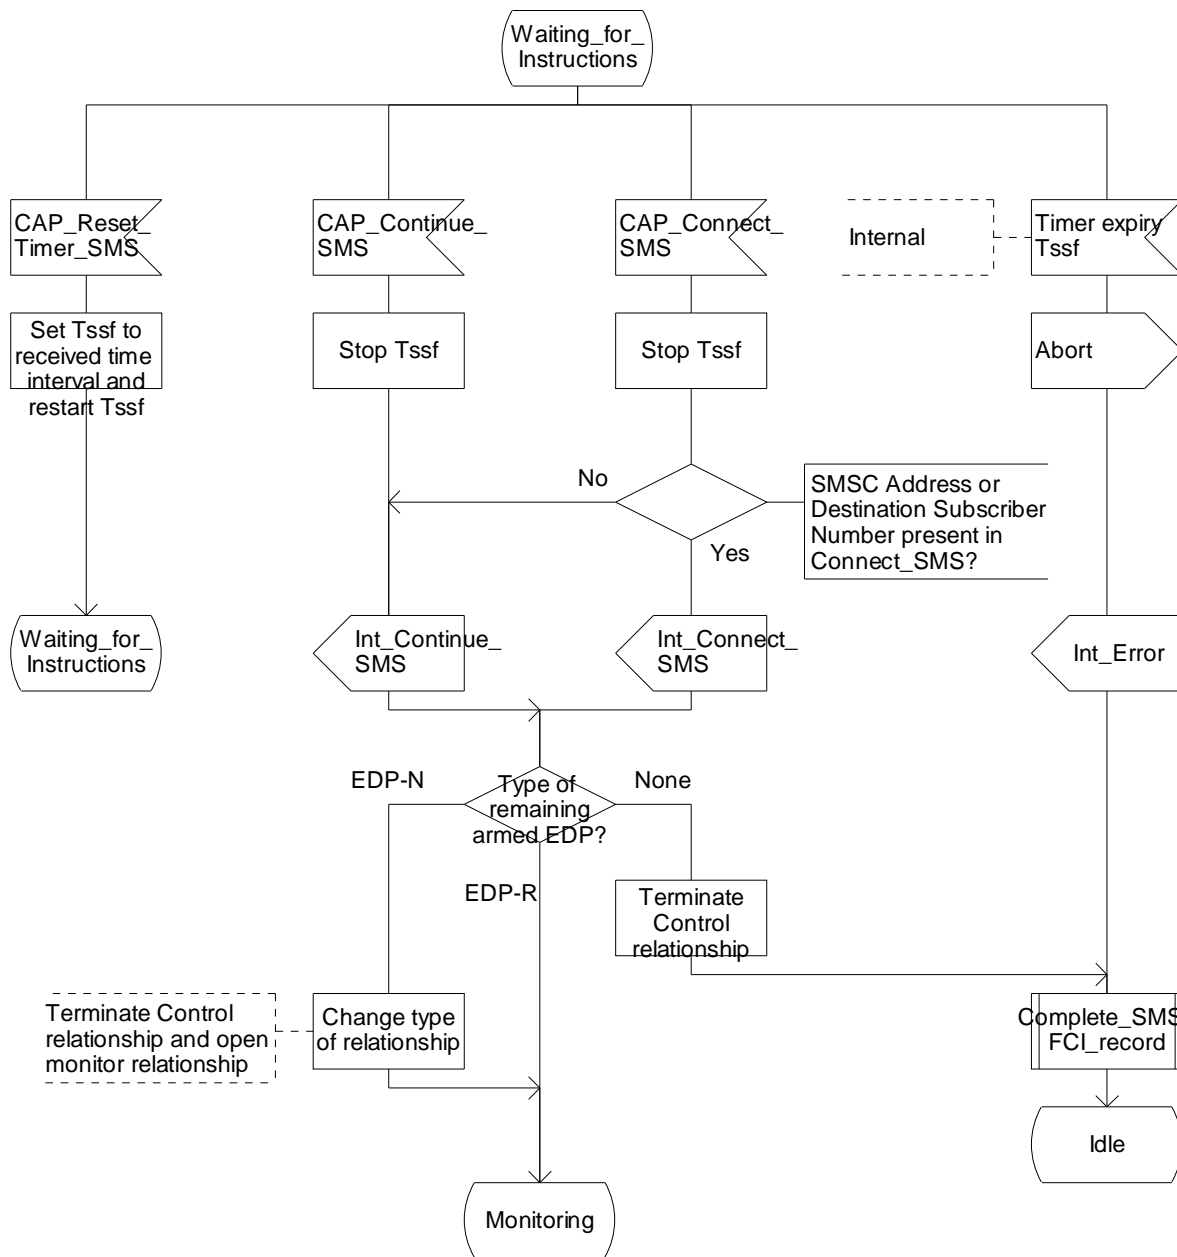 Waiting_for_
Instructions
CAP_Reset_
Timer_SMS
CAP_Continue_
SMS
CAP_Connect_
SMS
Internal
Timer expiry
Tssf
Set Tssf to
received time
interval and
restart Tssf
Stop Tssf
Stop Tssf
Abort
No
Yes
SMSC Address or
Destination Subscriber
Number present in
Connect_SMS?
Waiting_for_
Instructions
Int_Continue_
SMS
Int_Connect_
SMS
Int_Error
EDP-N
Type of
remaining
armed EDP?
None
EDP-R
Terminate
Control
relationship
Terminate Control
relationship and open
monitor relationship
Change type
of relationship
Complete_SMS_
FCI_record
Idle
Monitoring